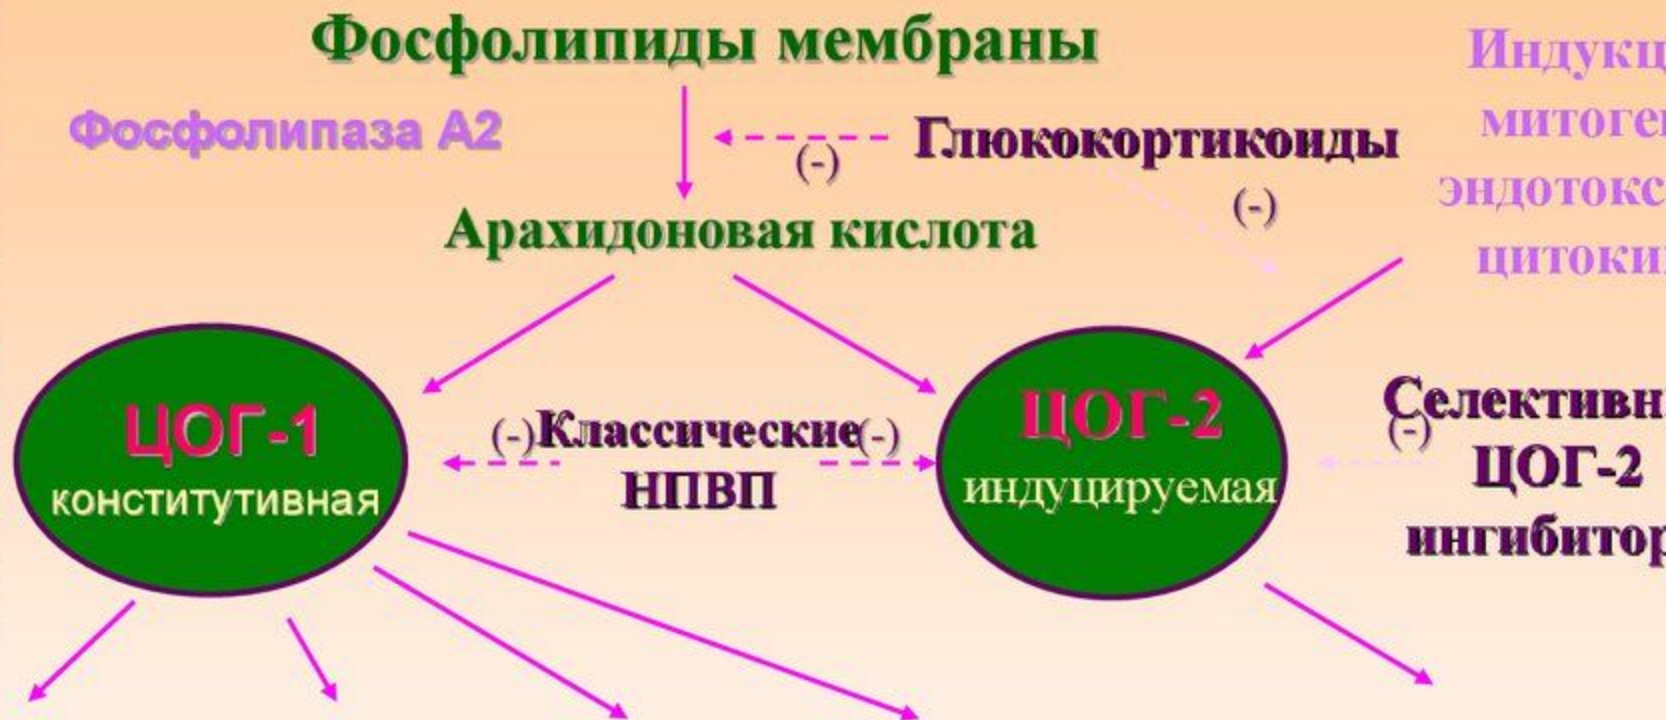 Фосфолипиды мембраны
Фосфолипаза А2
(-)
Глюкокортикоиды
(-)
Арахидоновая кислота
ЦОГ-1
конститутивная
(-)Классические(-)
НПВП
ЦОГ-2
индуцируемая
(-)
ЦОГ-2